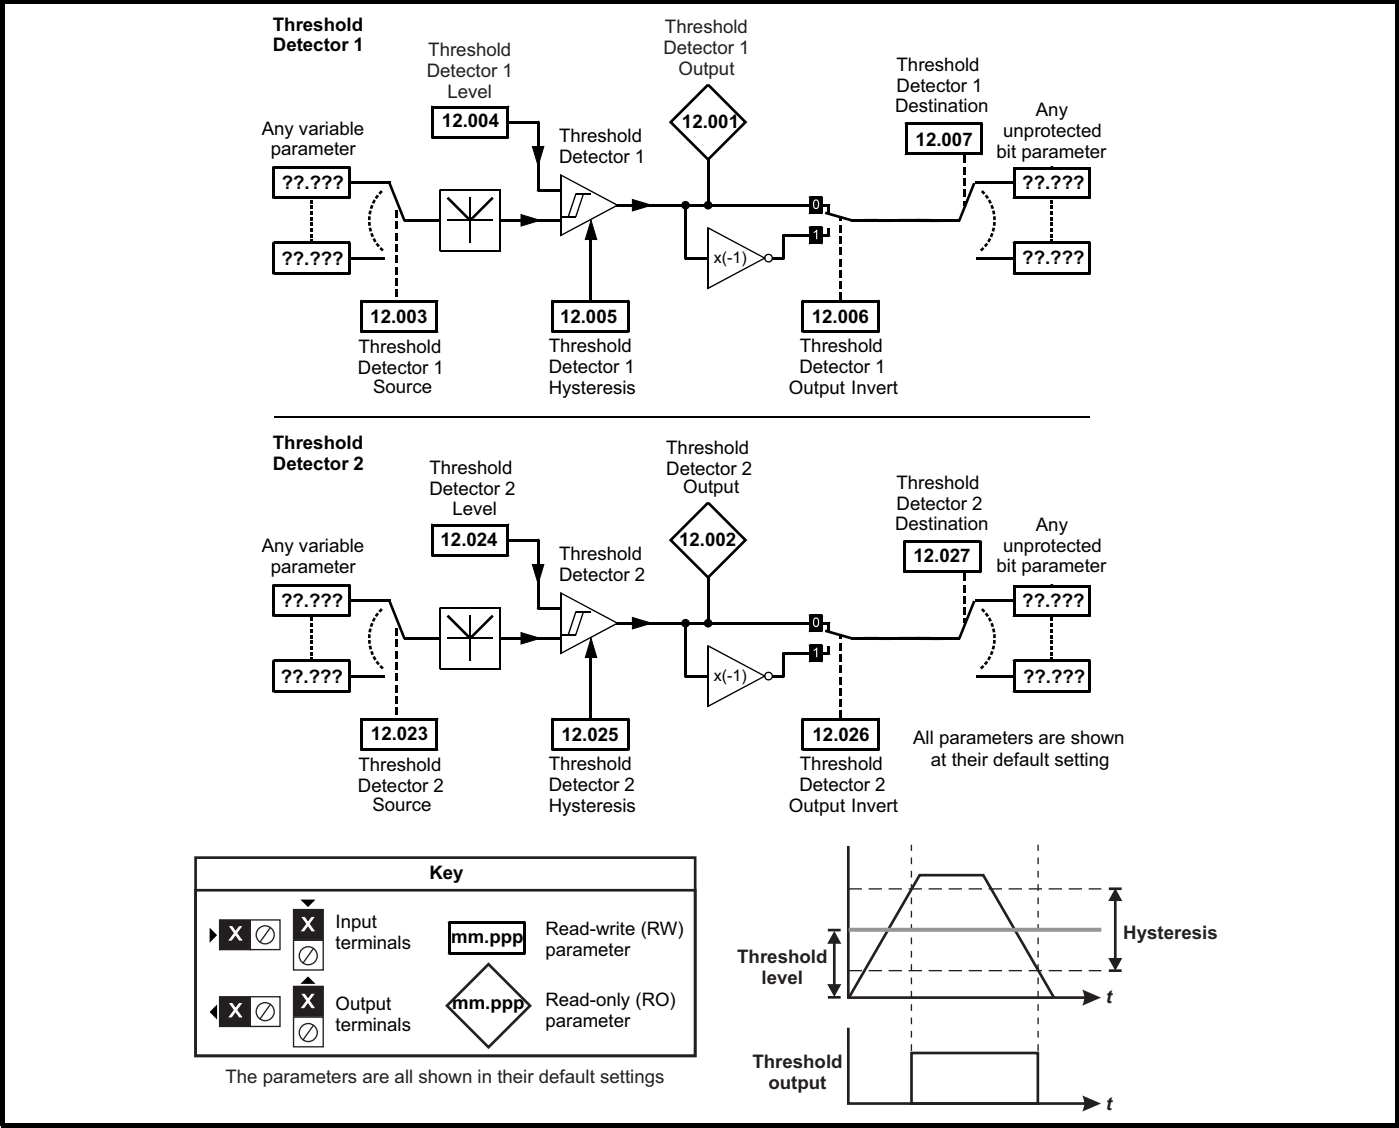 Threshold
Detector 1
Threshold
Detector 1
Level
12.004
Threshold
Detector 1
Output
12.001
Threshold
Detector 1
Destination
12.007
Any
unprotected
bit parameter
Any variable
parameter
Threshold
Detector 1
??.???
??.???
??.???
??.???
0
1
x(-1)
12.003
Threshold
Detector 1
Source
12.005
Threshold
Detector 1
Hysteresis
12.006
Threshold
Detector 1
Output Invert
Threshold
Detector 2
Threshold
Detector 2
Level
12.024
Threshold
Detector 2
Output
12.002
Threshold
Detector 2
Destination
12.027
Any
unprotected
bit parameter
Any variable
parameter
Threshold
Detector 2
??.???
??.???
??.???
??.???
0
1
x(-1)
12.023
Threshold
Detector 2
Source
12.025
Threshold
Detector 2
Hysteresis
12.026
Threshold
Detector 2
Output Invert
All parameters are shown
at their default setting
Key
X
X
Input
terminals
mm.ppp
Read-write (RW)
parameter
X
X
Output
terminals
mm.ppp
Read-only (RO)
parameter
The parameters are all shown in their default settings
Threshold
level
Hysteresis
t
Threshold
output
t